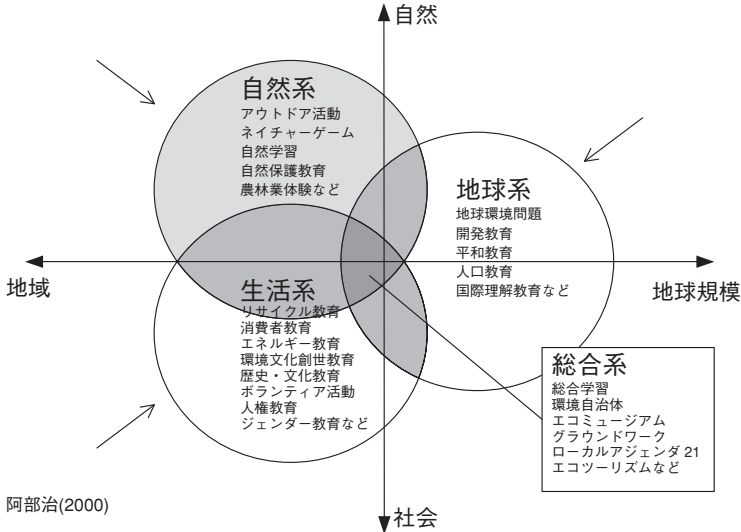 自然
自然系
アウトドア活動
ネイチャーゲーム
自然学習
自然保護教育
農林業体験など
地球系
地球環境問題
開発教育
平和教育
人口教育
国際理解教育など
地域
地球規模
生活系
リサイクル教育
消費者教育
エネルギー教育
環境文化創世教育
歴史・文化教育
ボランティア活動
人権教育
ジェンダー教育など
総合系
総合学習
環境自治体
エコミュージアム
グラウンドワーク
ローカルアジェンダ 21
エコツーリズムなど
阿部治(2000)
社会